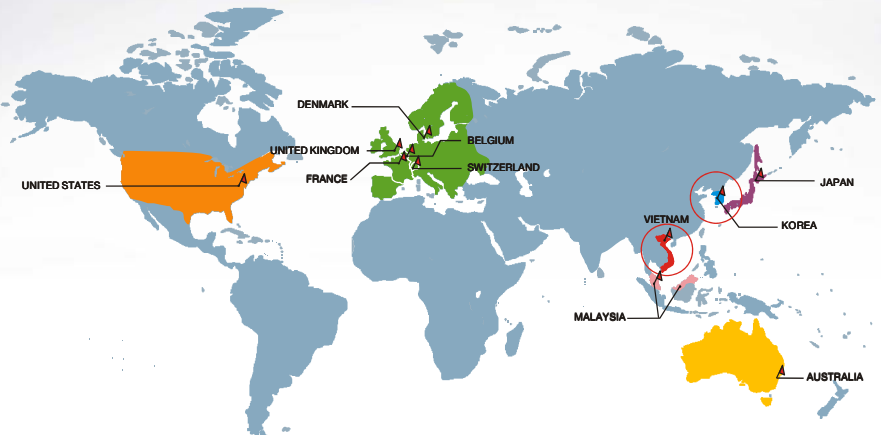 DENMARK
UNITED KINGDOM
BELGIUM
SWITZERLAND
FRANCE
UNITED STATES
JAPAN
VIETNAM
KOREA
MALAYSIA
AUSTRALIA